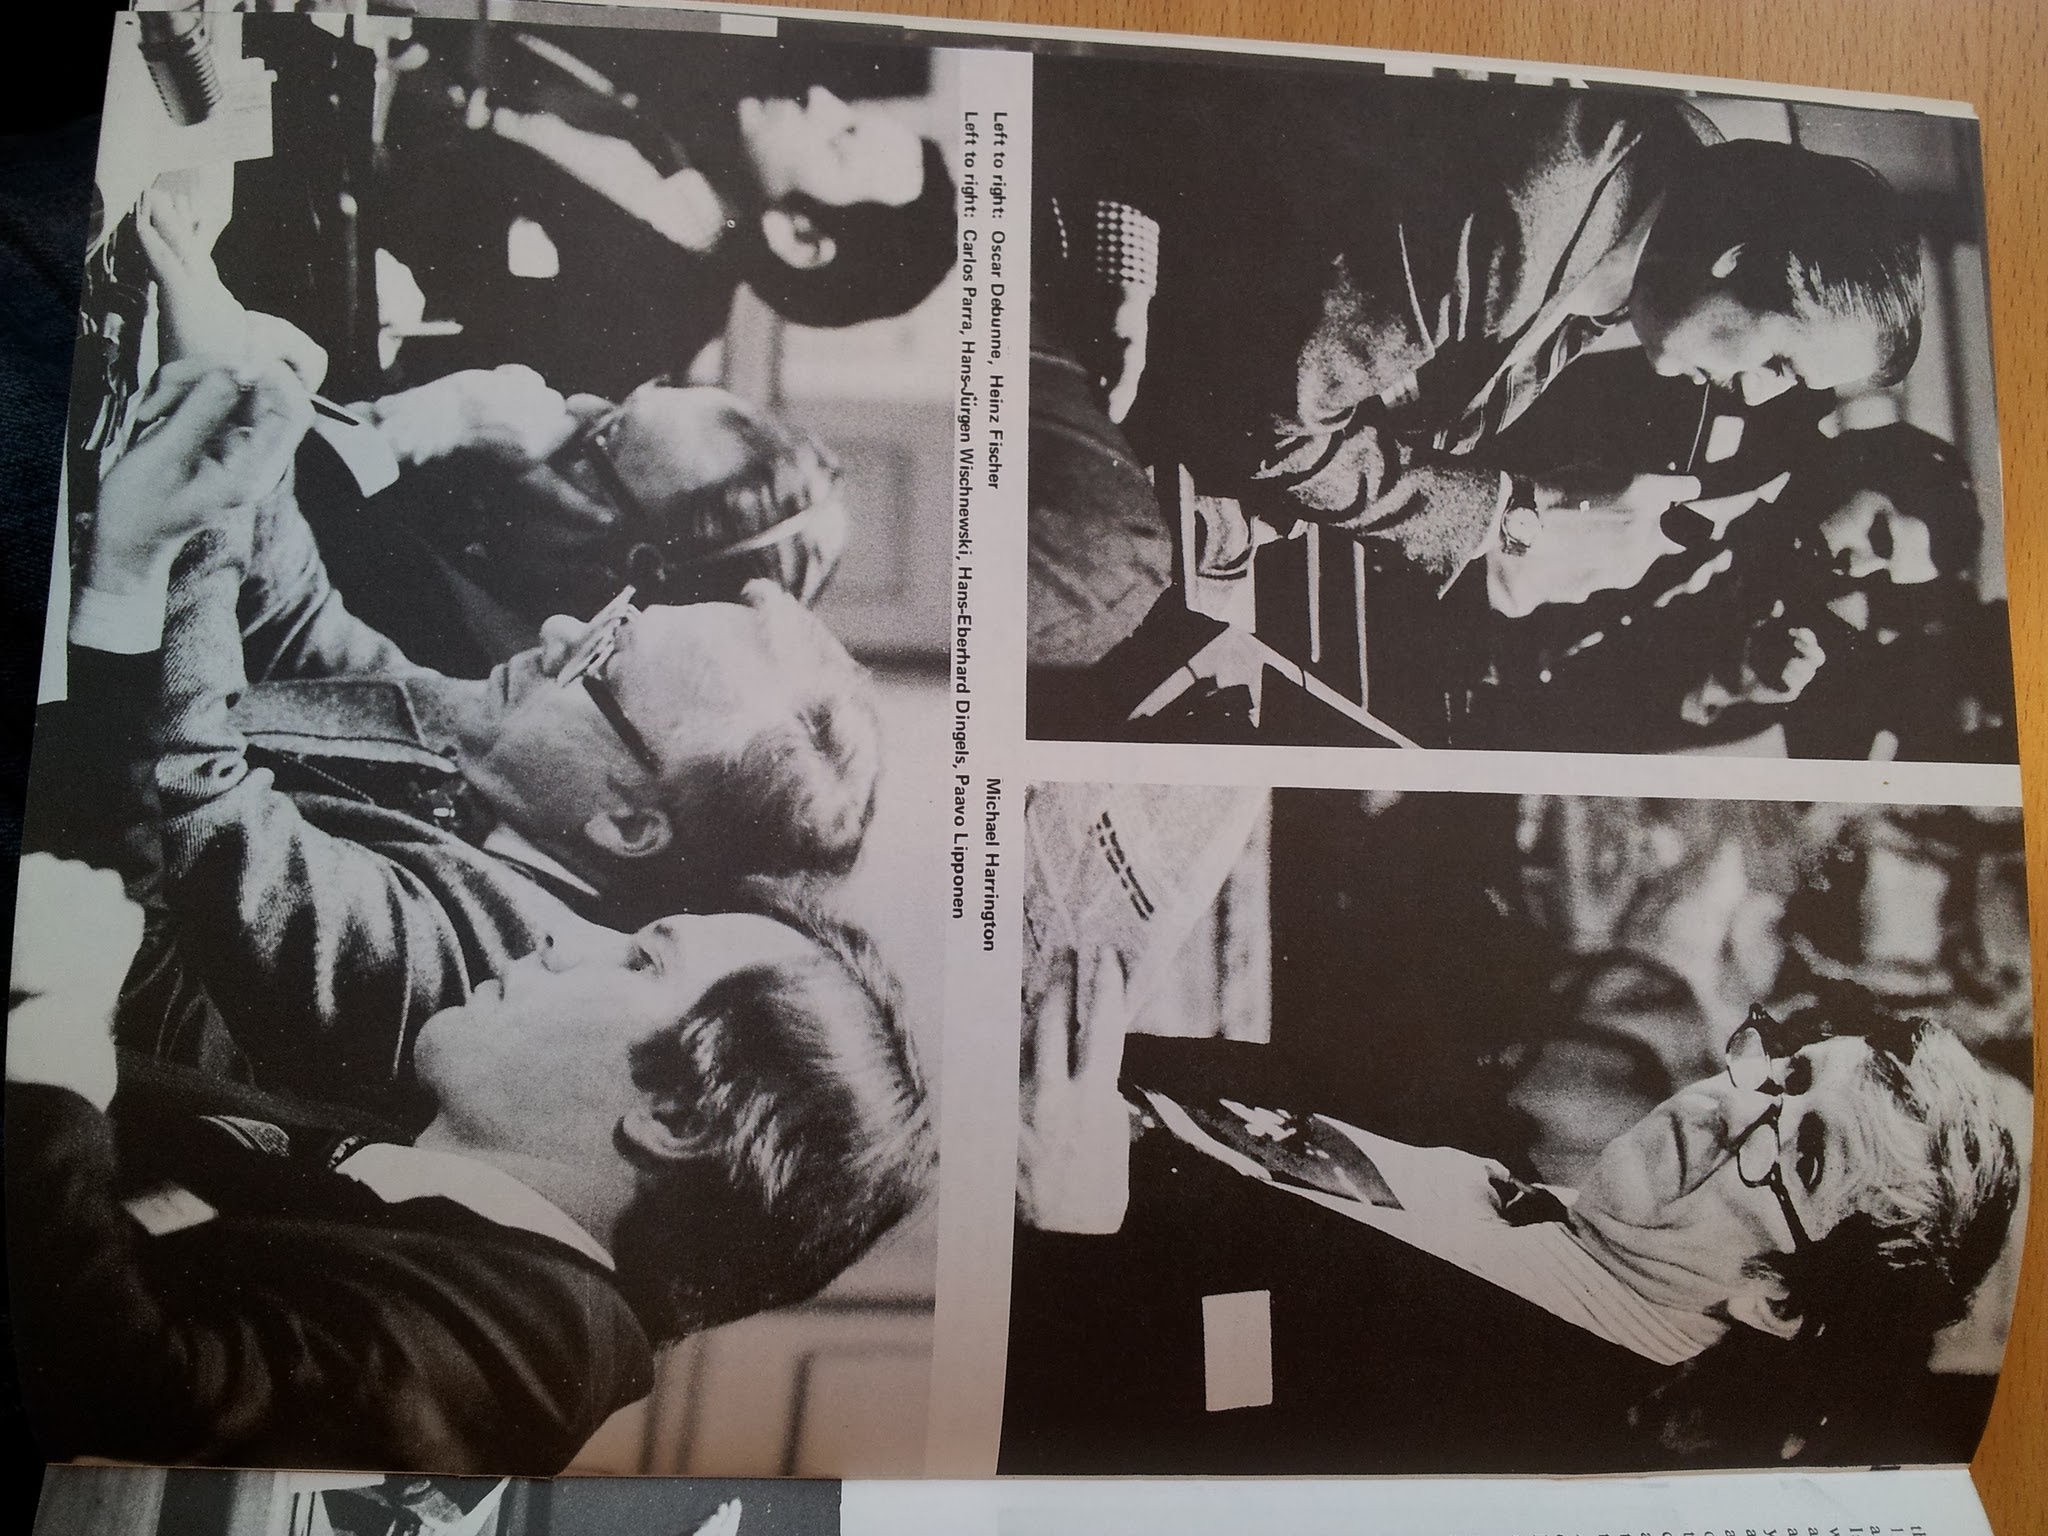 Left to right: Oscar Debunne, Heinz Fischer
Michael Harrington
Left to right: Carlos Parra, Hans-Jürgen Wischnewski, Hans-Eberhard Dingels, Paavo Lipponen